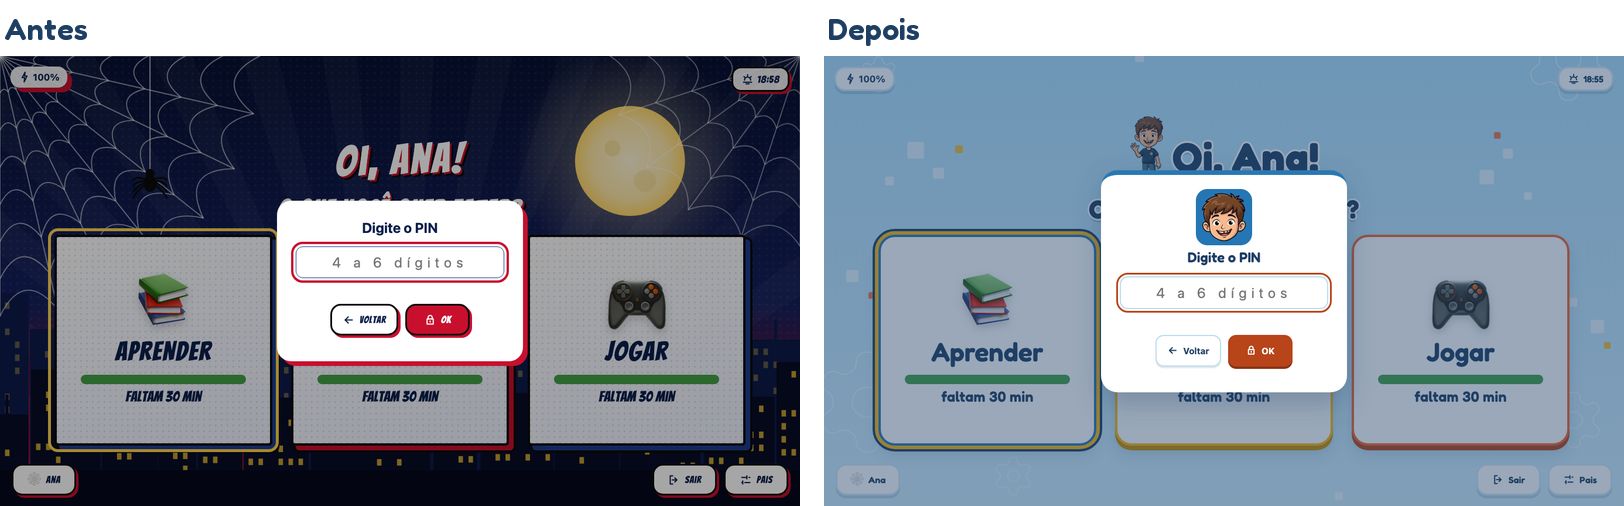 Antes
100%
18:58
OI, ANA!
Digite o PIN
4 a 6 dígitos
VOLTAR
OK
APRENDER
JOGAR
FALTAM 30 MIN
FALTAM 30 MIN
FALTAM 30 MIN
ANA
SAIR
PAIS
Depois
100%
18:55
Oi, Ana!
?
Digite o PIN
4 a 6 dígitos
Voltar
OK
Aprender
Jogar
faltam 30 min
faltam 30 min
faltam 30 min
Ana
Sair
Pais